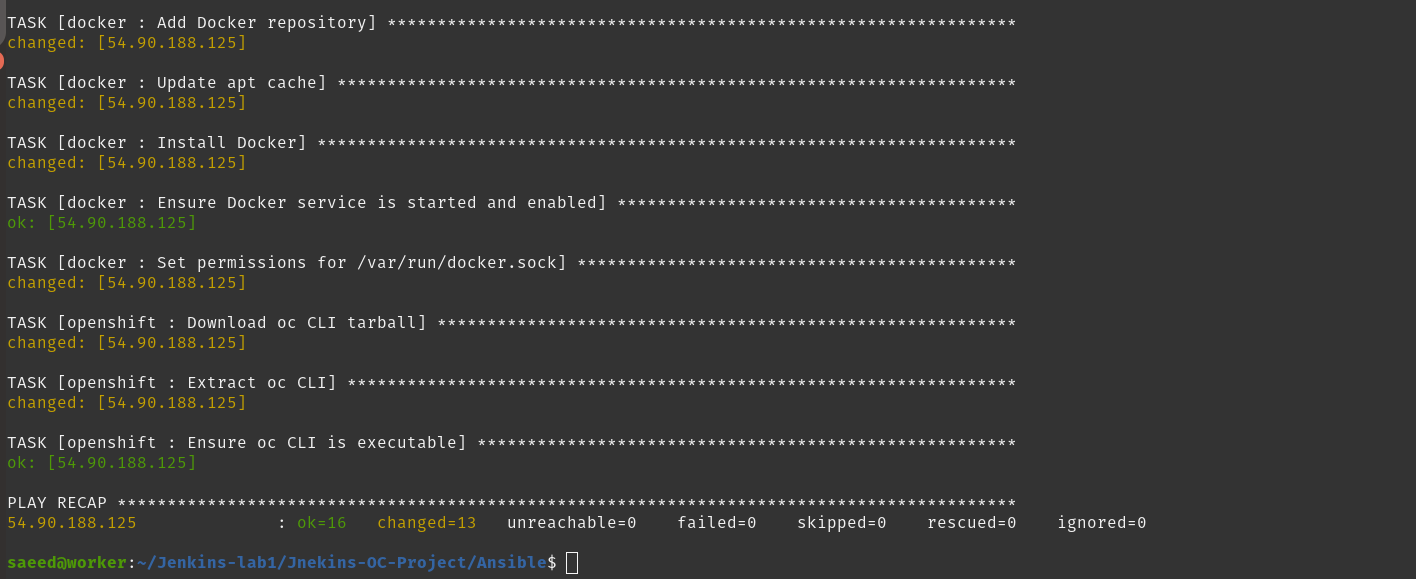 TASK [docker : Add Docker repository] ***************************************************************
changed: [54.90.188.125]
TASK [docker : Update apt cache] ********************************************************************
changed: [54.90.188.125]
TASK [docker : Install Docker] **********************************************************************
changed: [54.90.188.125]
TASK [docker : Ensure Docker service is started and enabled] ****************************************
ok: [54.90.188.125]
TASK [docker : Set permissions for /var/run/docker.sock] ********************************************
changed: [54.90.188.125]
TASK [openshift : Download oc CLI tarball] **********************************************************
changed: [54.90.188.125]
TASK [openshift : Extract oc CLI] *******************************************************************
changed: [54.90.188.125]
TASK [openshift : Ensure oc CLI is executable] ******************************************************
ok: [54.90.188.125]
PLAY RECAP ******************************************************************************************
54.90.188.125              : ok=16   changed=13   unreachable=0    failed=0    skipped=0    rescued=0    ignored=0
saeed@worker:~/Jenkins-lab1/Jnekins-OC-Project/Ansible$